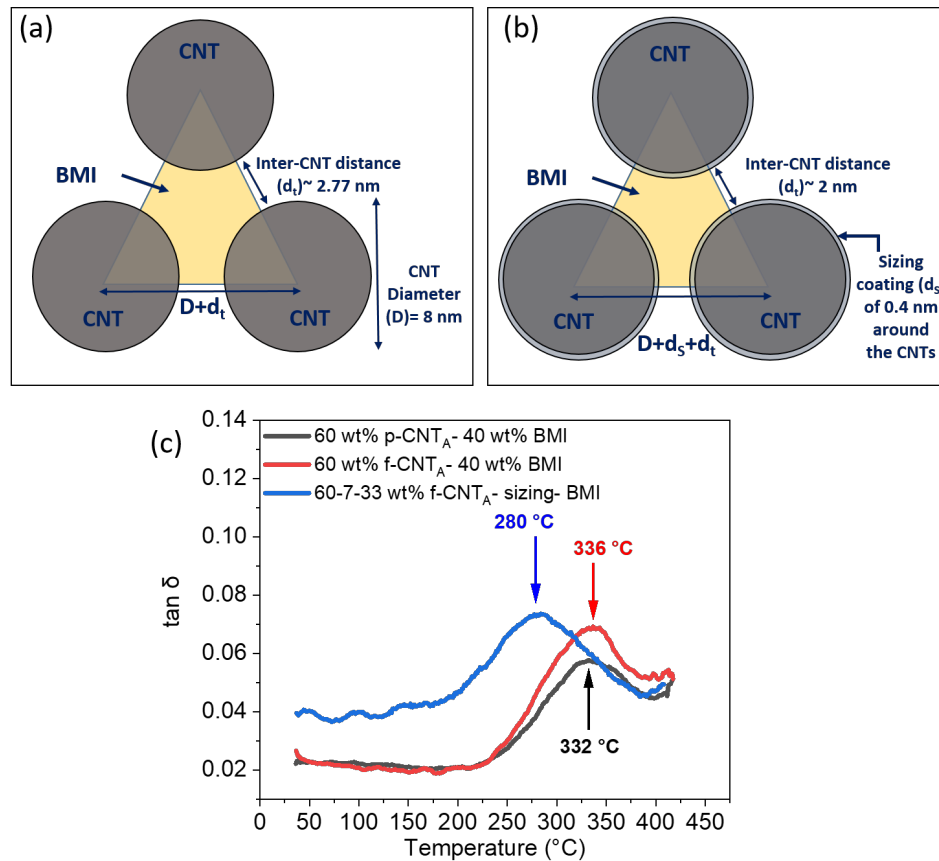 (a)
CNT
BMI
Inter-CNT distance
(dₜ)~ 2.77 nm
CNT
Diameter
(D)= 8 nm
D+dₜ
CNT
CNT
(b)
CNT
BMI
Inter-CNT distance
(dₜ)~ 2 nm
Sizing
coating (dₛ
of 0.4 nm
around
the CNTs
CNT
CNT
D+dₛ+dₜ
(c)
0.14
0.12
0.10
0.08
0.06
0.04
0.02
tan δ
60 wt% p-CNT_A- 40 wt% BMI
60 wt% f-CNT_A- 40 wt% BMI
60-7-33 wt% f-CNT_A- sizing- BMI
280 °C
336 °C
332 °C
0 50 100 150 200 250 300 350 400 450
Temperature (°C)